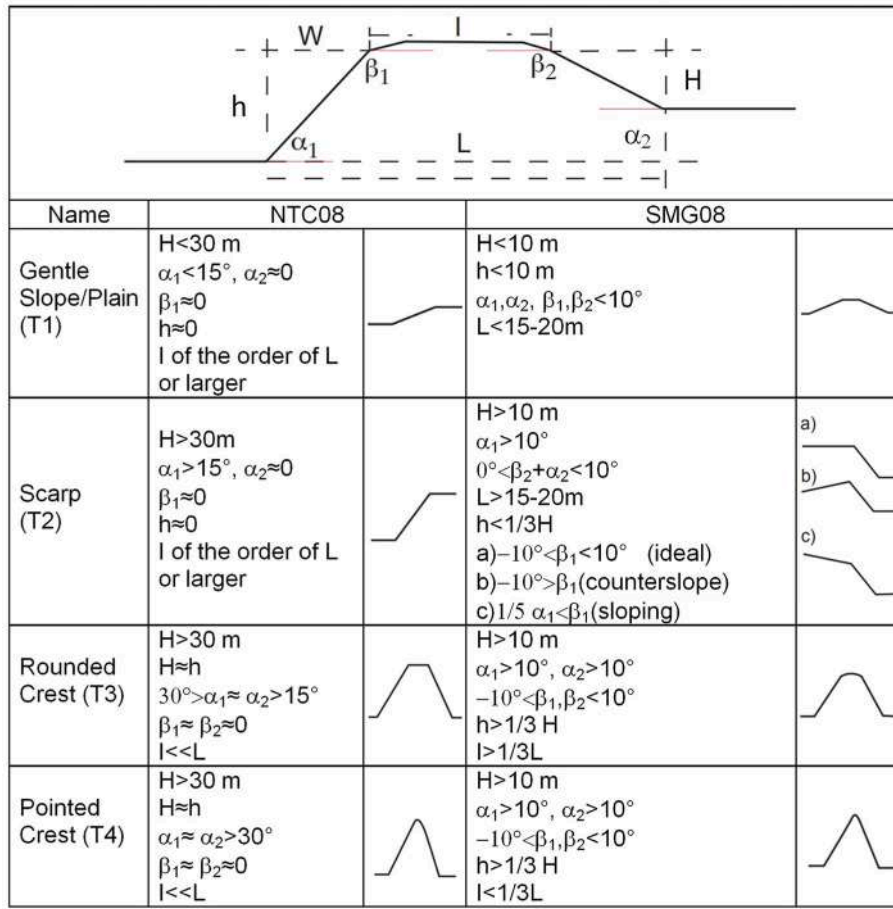 W
l
β1
β2
h
H
α1
L
α2
Name
NTC08
SMG08
Gentle
Slope/Plain
(T1)
H<30 m
α1<15°, α2≈0
β1≈0
h≈0
l of the order of L
or larger
H<10 m
h<10 m
α1,α2, β1,β2<10°
L<15-20m
Scarp
(T2)
H>30m
α1>15°, α2≈0
β1≈0
h≈0
l of the order of L
or larger
H>10 m
α1>10°
0°<β2+α2<10°
L>15-20m
h<1/3H
a)−10°<β1<10° (ideal)
b)−10°>β1(counterslope)
c)1/5 α1<β1(sloping)
a)
b)
c)
Rounded
Crest (T3)
H>30 m
H≈h
30°>α1≈ α2>15°
β1≈ β2≈0
l<<L
H>10 m
α1>10°, α2>10°
−10°<β1,β2<10°
h>1/3 H
l>1/3L
Pointed
Crest (T4)
H>30 m
H≈h
α1≈ α2>30°
β1≈ β2≈0
l<<L
H>10 m
α1>10°, α2>10°
−10°<β1,β2<10°
h>1/3 H
l<1/3L